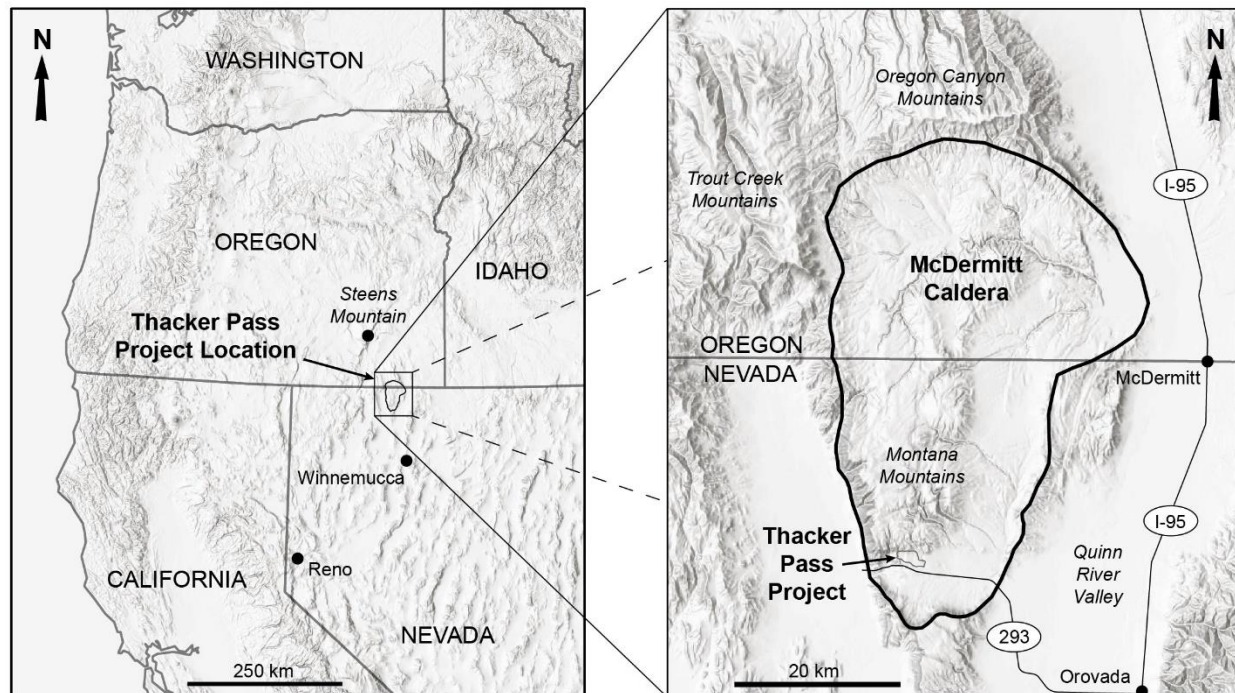 N
WASHINGTON
OREGON
IDAHO
Steens
Mountain
Thacker Pass
Project Location
Winnemucca
Reno
CALIFORNIA
NEVADA
250 km
N
Oregon Canyon
Mountains
Trout Creek
Mountains
I-95
McDermitt
Caldera
OREGON
NEVADA
McDermitt
Montana
Mountains
I-95
Thacker
Pass
Project
Quinn
River
Valley
293
20 km
Orovada